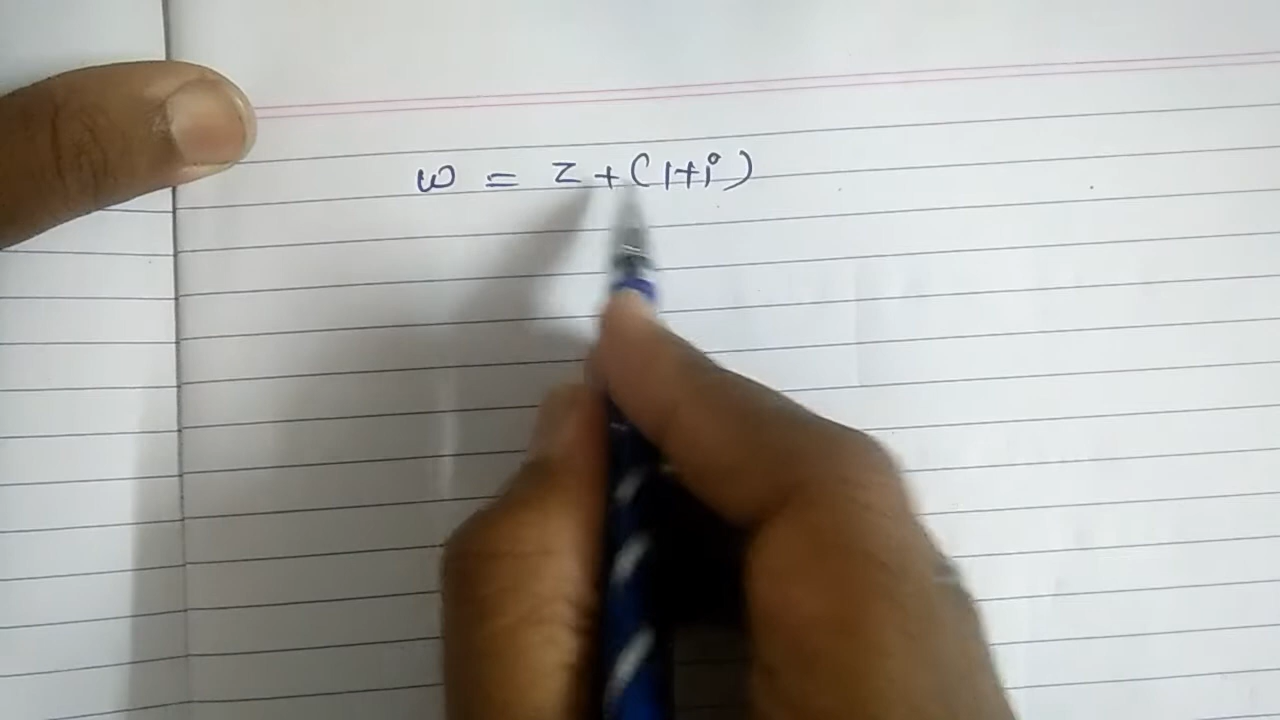 w = z + (1+i)